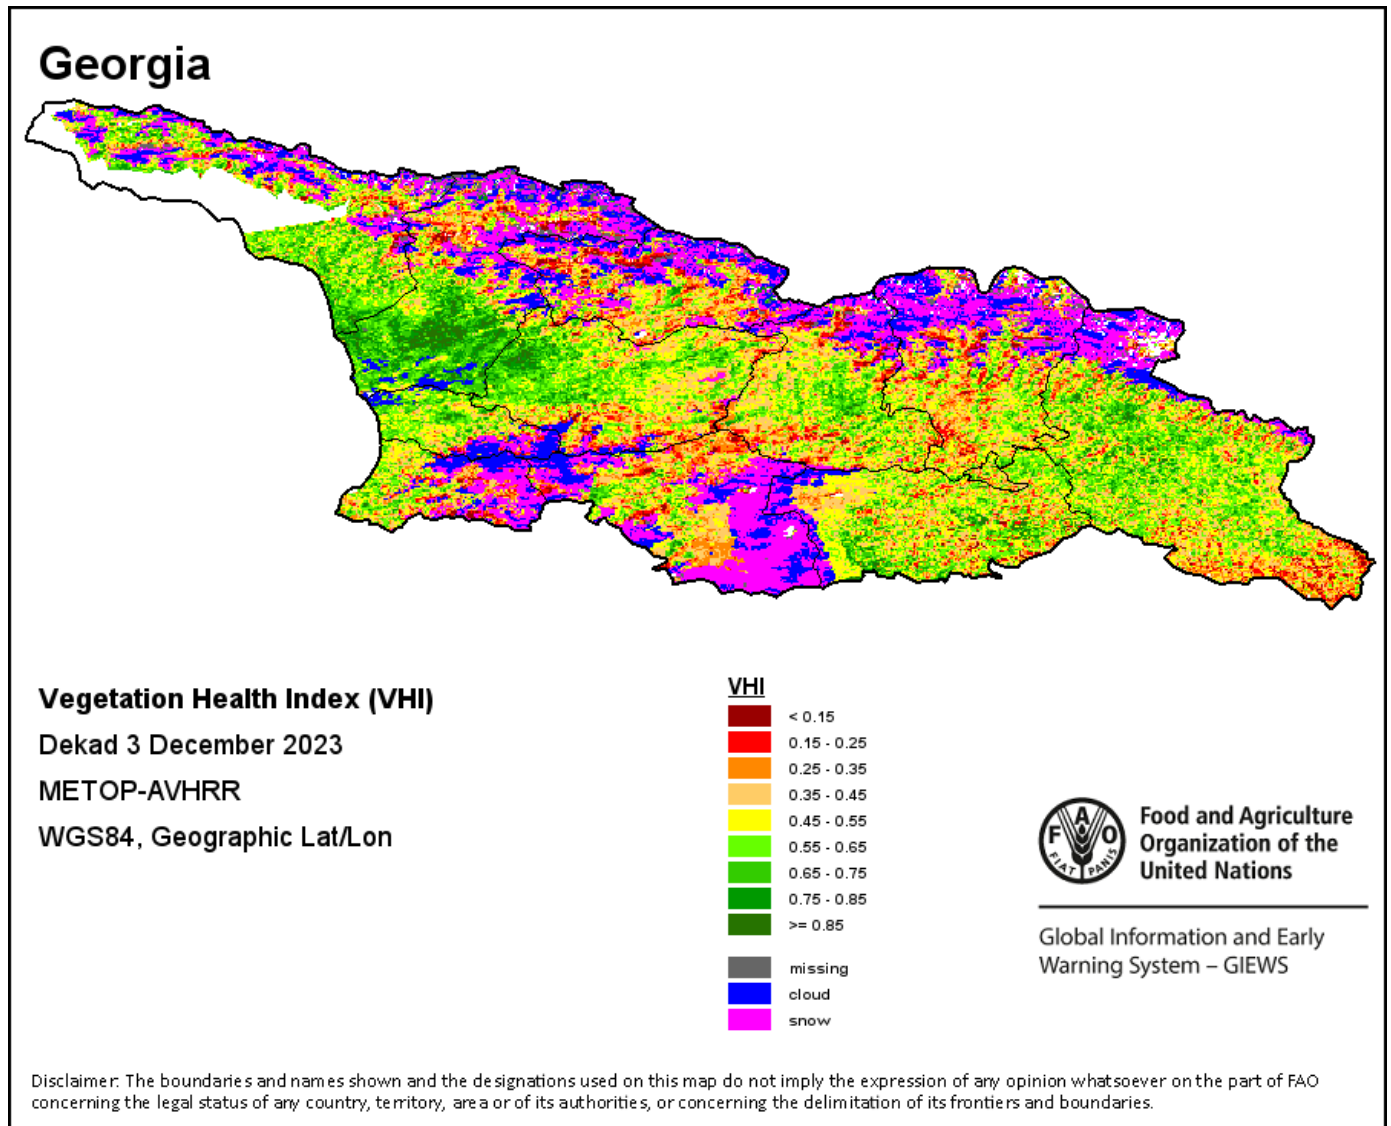 Georgia
Vegetation Health Index (VHI)
Dekad 3 December 2023
METOP-AVHRR
WGS84, Geographic Lat/Lon
VHI
< 0.15
0.15 - 0.25
0.25 - 0.35
0.35 - 0.45
0.45 - 0.55
0.55 - 0.65
0.65 - 0.75
0.75 - 0.85
>= 0.85
missing
cloud
snow
F A O
FIAT PANIS
Food and Agriculture
Organization of the
United Nations
Global Information and Early
Warning System – GIEWS
Disclaimer: The boundaries and names shown and the designations used on this map do not imply the expression of any opinion whatsoever on the part of FAO
concerning the legal status of any country, territory, area or of its authorities, or concerning the delimitation of its frontiers and boundaries.